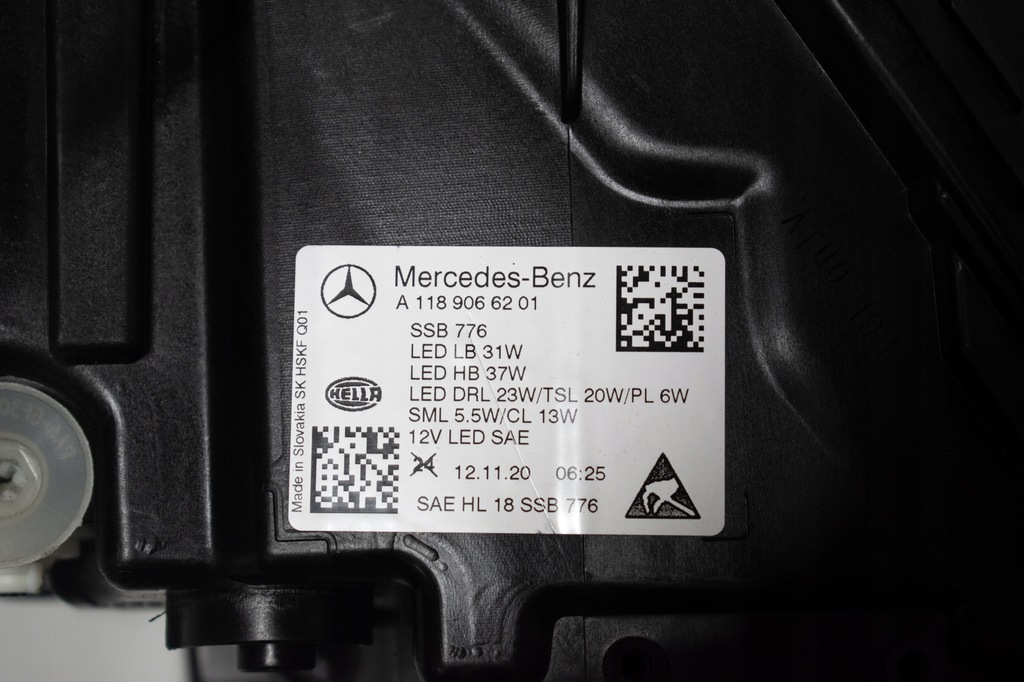 Mercedes-Benz
A 118 906 62 01
SSB 776
LED LB 31W
LED HB 37W
HELLA
LED DRL 23W/TSL 20W/PL 6W
SML 5.5W/CL 13W
12V LED SAE
24
12.11.20 06:25
SAE HL 18 SSB 776
Made in Slovakia SK HSKF Q01